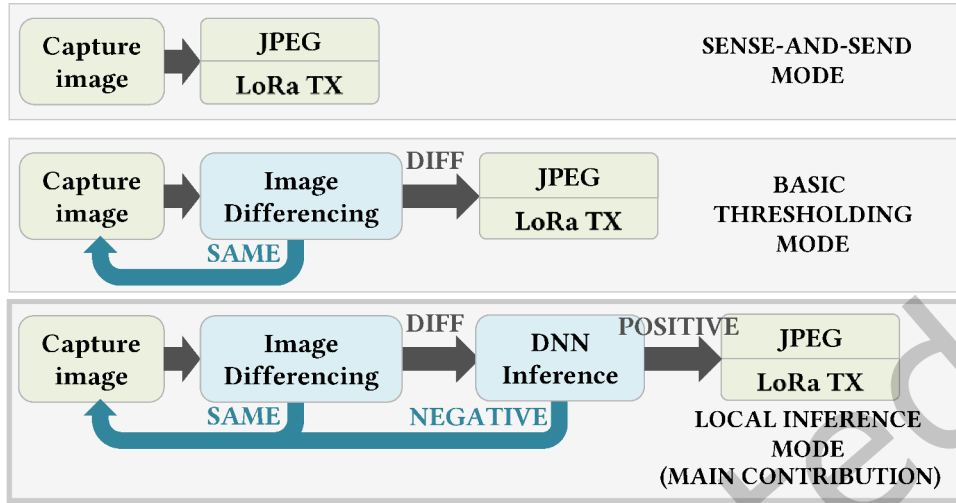 Capture
image
JPEG
LoRa TX
SENSE-AND-SEND
MODE
Capture
image
Image
Differencing
DIFF
SAME
JPEG
LoRa TX
BASIC
THRESHOLDING
MODE
Capture
image
Image
Differencing
DIFF
SAME
DNN
Inference
NEGATIVE
POSITIVE
JPEG
LoRa TX
LOCAL INFERENCE
MODE
(MAIN CONTRIBUTION)
ted